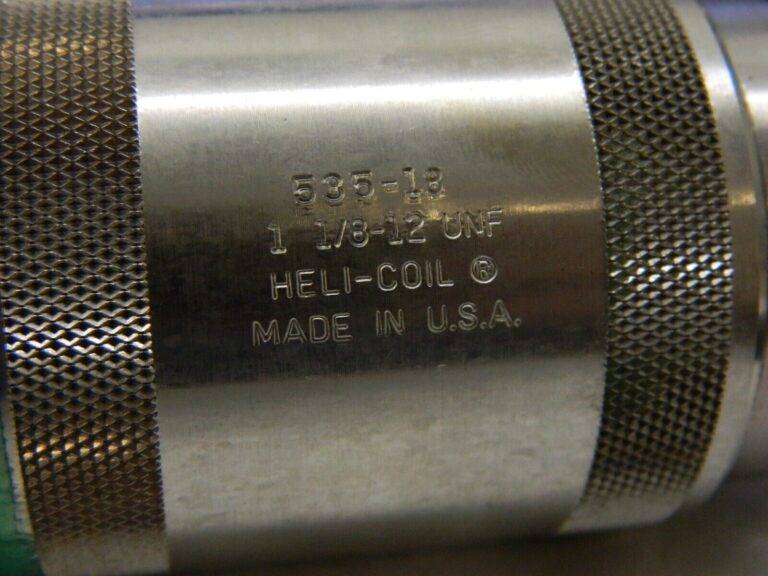 535-18
1 1/8-12 UNF
HELI-COIL ®
MADE IN U.S.A.